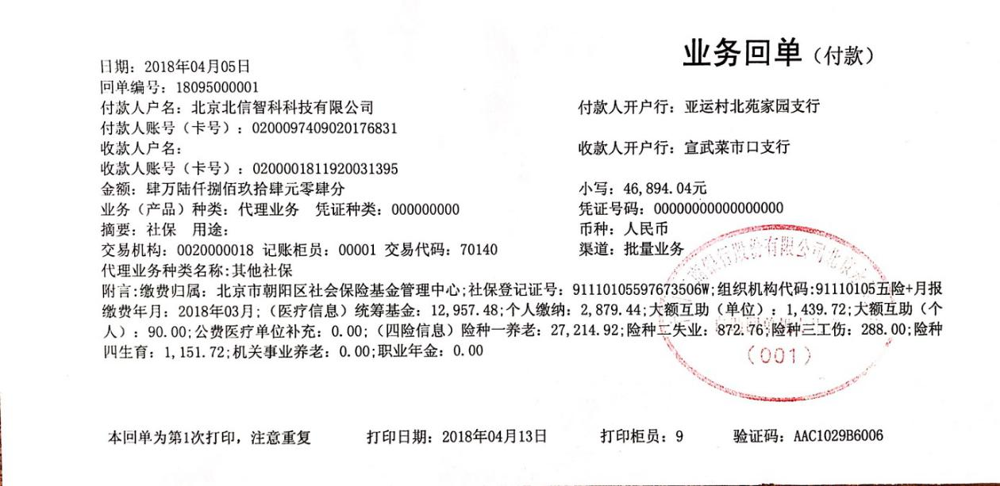 业务回单（付款）
日期：2018年04月05日
回单编号：18095000001
付款人户名：北京北信智科科技有限公司 付款人开户行：亚运村北苑家园支行
付款人账号（卡号）：0200097409020176831
收款人户名： 收款人开户行：宣武菜市口支行
收款人账号（卡号）：0200001811920031395
金额：肆万陆仟捌佰玖拾肆元零肆分 小写：46,894.04元
业务（产品）种类：代理业务 凭证种类：000000000 凭证号码：00000000000000000
摘要：社保 用途： 币种：人民币
交易机构：0020000018 记账柜员：00001 交易代码：70140 渠道：批量业务
代理业务种类名称:其他社保
附言:缴费归属：北京市朝阳区社会保险基金管理中心;社保登记证号：91110105597673506W;组织机构代码:91110105五险+月报
缴费年月：2018年03月;（医疗信息）统筹基金：12,957.48;个人缴纳：2,879.44;大额互助（单位）：1,439.72;大额互助（个
人）：90.00;公费医疗单位补充：0.00;（四险信息）险种一养老：27,214.92;险种二失业：872.76;险种三工伤：288.00;险种
四生育：1,151.72;机关事业养老：0.00;职业年金：0.00
股份有限公司北京
（001）
本回单为第1次打印，注意重复 打印日期：2018年04月13日 打印柜员：9 验证码：AAC1029B6006